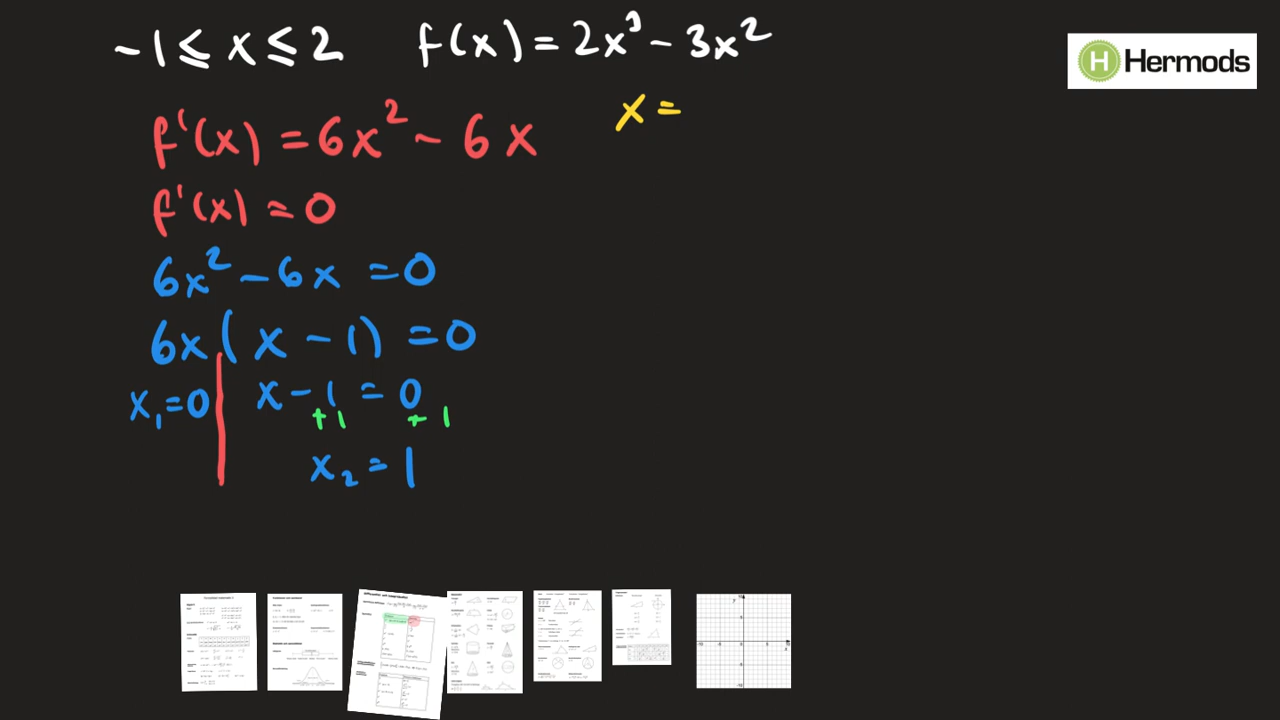 -1 ≤ x ≤ 2 f(x) = 2x³ - 3x²
H Hermods
f'(x) = 6x² - 6x
x =
f'(x) = 0
6x² - 6x = 0
6x ( x - 1) = 0
x₁ = 0
x - 1 = 0
+1 +1
x₂ = 1